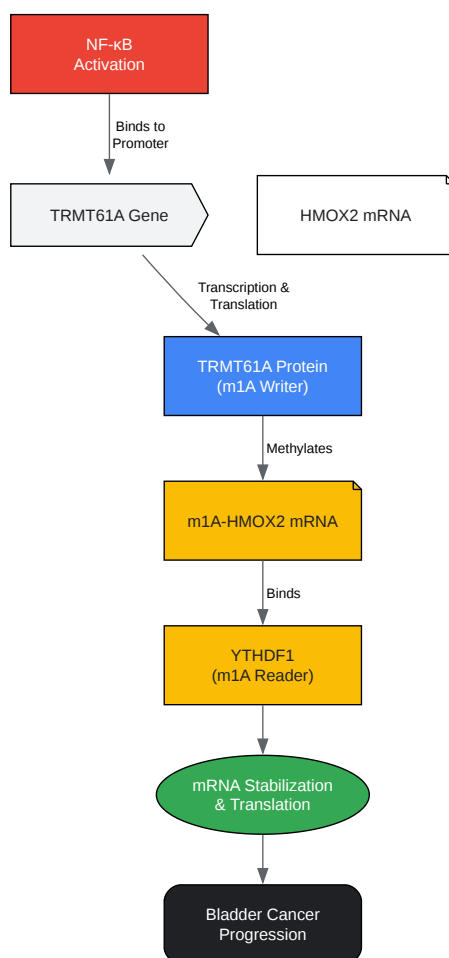 NF-κB
Activation
Binds to
Promoter
TRMT61A Gene
HMOX2 mRNA
Transcription &
Translation
TRMT61A Protein
(m1A Writer)
Methylates
m1A-HMOX2 mRNA
Binds
YTHDF1
(m1A Reader)
mRNA Stabilization
& Translation
Bladder Cancer
Progression